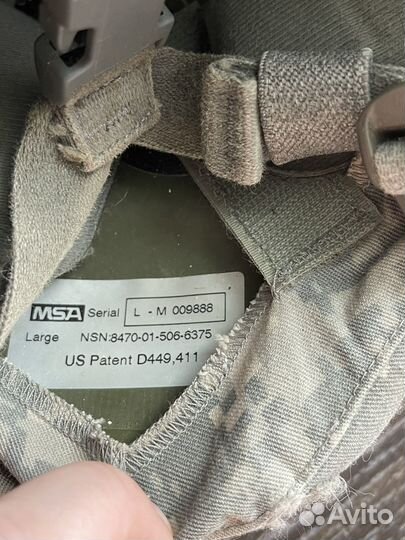 MSA Serial L - M 009888
Large NSN:8470-01-506-6375
US Patent D449,411
Avito